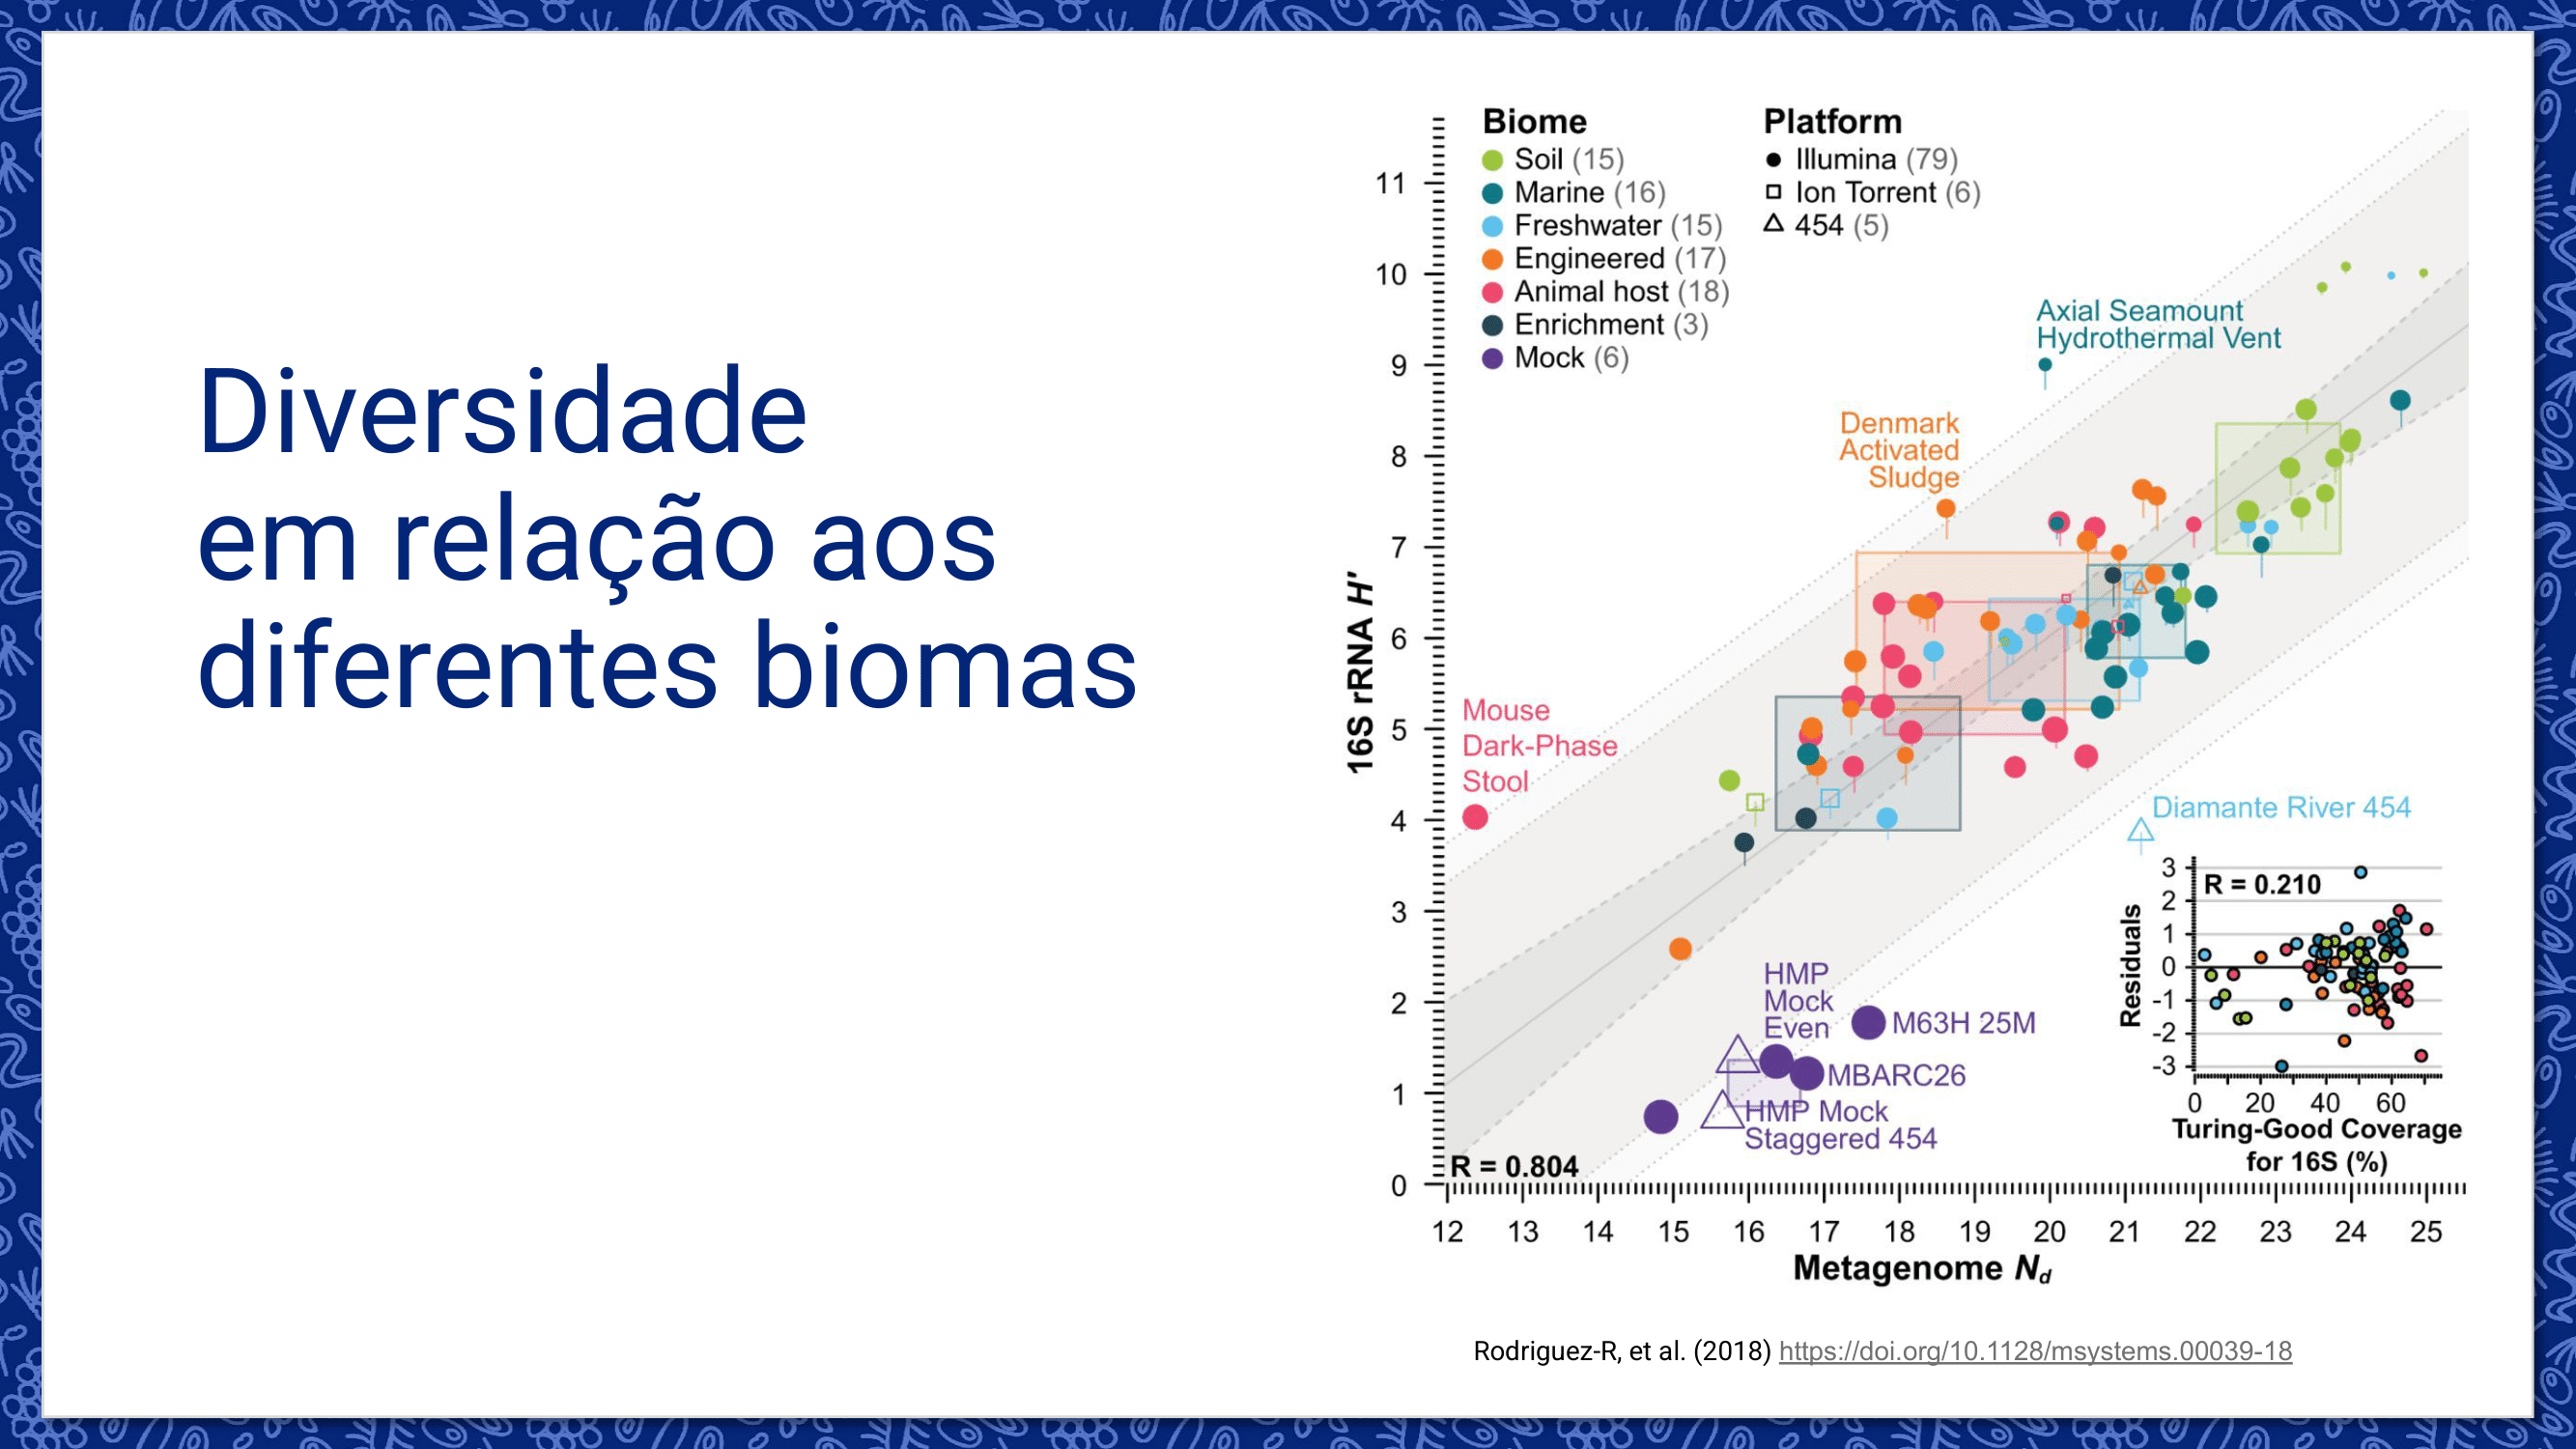 Diversidade
em relação aos
diferentes biomas
Biome
Soil (15)
Marine (16)
Freshwater (15)
Engineered (17)
Animal host (18)
Enrichment (3)
Mock (6)
Platform
Illumina (79)
Ion Torrent (6)
454 (5)
16S rRNA H'
11
10
9
8
7
6
5
4
3
2
1
0
Axial Seamount
Hydrothermal Vent
Denmark
Activated
Sludge
Mouse
Dark-Phase
Stool
Diamante River 454
HMP
Mock
Even
M63H 25M
MBARC26
HMP Mock
Staggered 454
R = 0.804
12 13 14 15 16 17 18 19 20 21 22 23 24 25
Metagenome Nd
R = 0.210
Residuals
3
2
1
0
-1
-2
-3
0 20 40 60
Turing-Good Coverage
for 16S (%)
Rodriguez-R, et al. (2018) https://doi.org/10.1128/msystems.00039-18